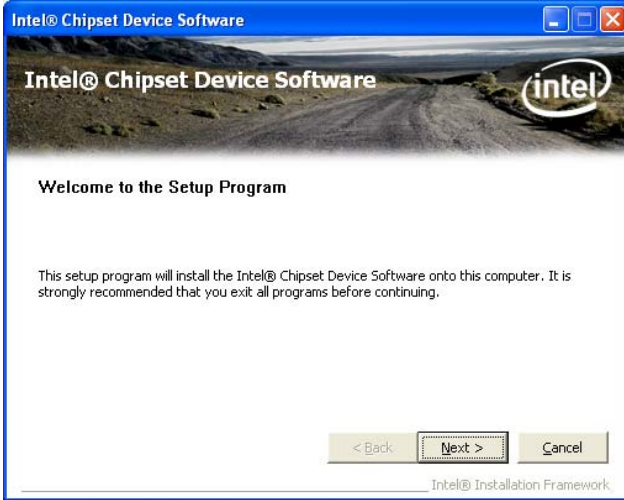 Intel® Chipset Device Software
Intel® Chipset Device Software
intel
Welcome to the Setup Program
This setup program will install the Intel® Chipset Device Software onto this computer. It is
strongly recommended that you exit all programs before continuing.
< Back
Next >
Cancel
Intel® Installation Framework